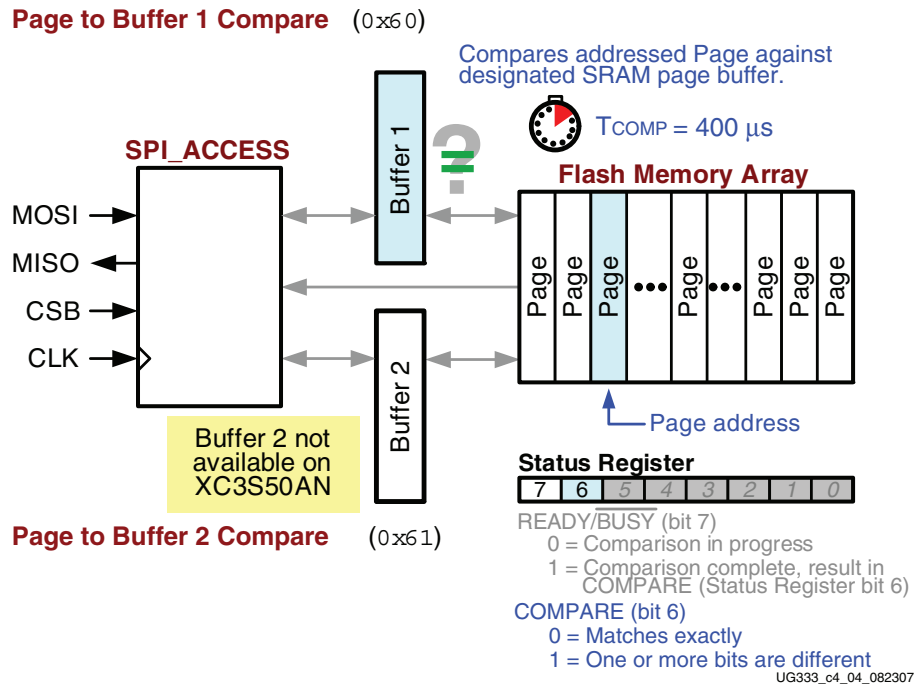 Page to Buffer 1 Compare (0x60)
Compares addressed Page against
designated SRAM page buffer.
TCOMP = 400 μs
SPI_ACCESS
Buffer 1
?
=
Flash Memory Array
MOSI
MISO
CSB
CLK
Page
Page
Page
•••
Page
•••
Page
Page
Page
Buffer 2
Page address
Buffer 2 not
available on
XC3S50AN
Status Register
7 6 5 4 3 2 1 0
READY/BUSY (bit 7)
0 = Comparison in progress
1 = Comparison complete, result in
COMPARE (Status Register bit 6)
Page to Buffer 2 Compare (0x61)
COMPARE (bit 6)
0 = Matches exactly
1 = One or more bits are different
UG333_c4_04_082307